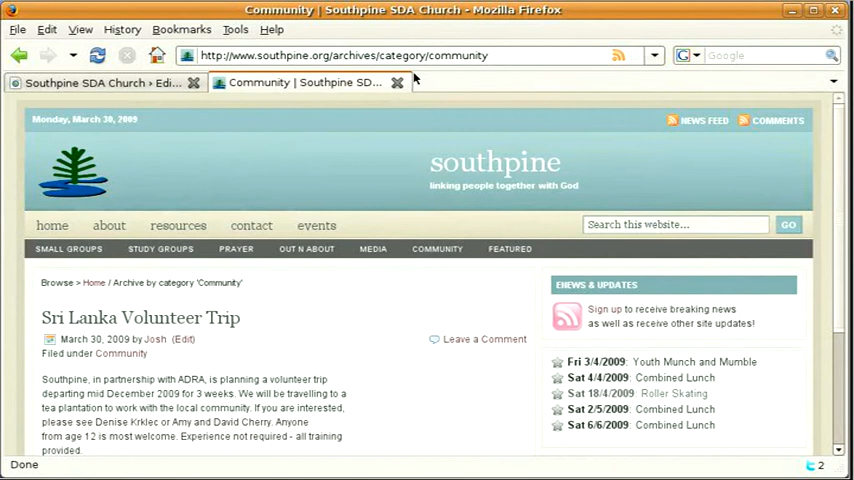 Community | Southpine SDA Church - Mozilla Firefox
File Edit View History Bookmarks Tools Help
http://www.southpine.org/archives/category/community
Google
Southpine SDA Church › Edi...
Community | Southpine SD...
Monday, March 30, 2009
NEWS FEED COMMENTS
southpine
linking people together with God
home about resources contact events
Search this website... GO
SMALL GROUPS STUDY GROUPS PRAYER OUT N ABOUT MEDIA COMMUNITY FEATURED
Browse > Home / Archive by category 'Community'
Sri Lanka Volunteer Trip
March 30, 2009 by Josh (Edit)
Leave a Comment
Filed under Community
Southpine, in partnership with ADRA, is planning a volunteer trip
departing mid December 2009 for 3 weeks. We will be travelling to a
tea plantation to work with the local community. If you are interested,
please see Denise Krklec or Amy and David Cherry. Anyone
from age 12 is most welcome. Experience not required - all training
provided.
ENEWS & UPDATES
Sign up to receive breaking news
as well as receive other site updates!
Fri 3/4/2009: Youth Munch and Mumble
Sat 4/4/2009: Combined Lunch
Sat 18/4/2009: Roller Skating
Sat 2/5/2009: Combined Lunch
Sat 6/6/2009: Combined Lunch
Done
2